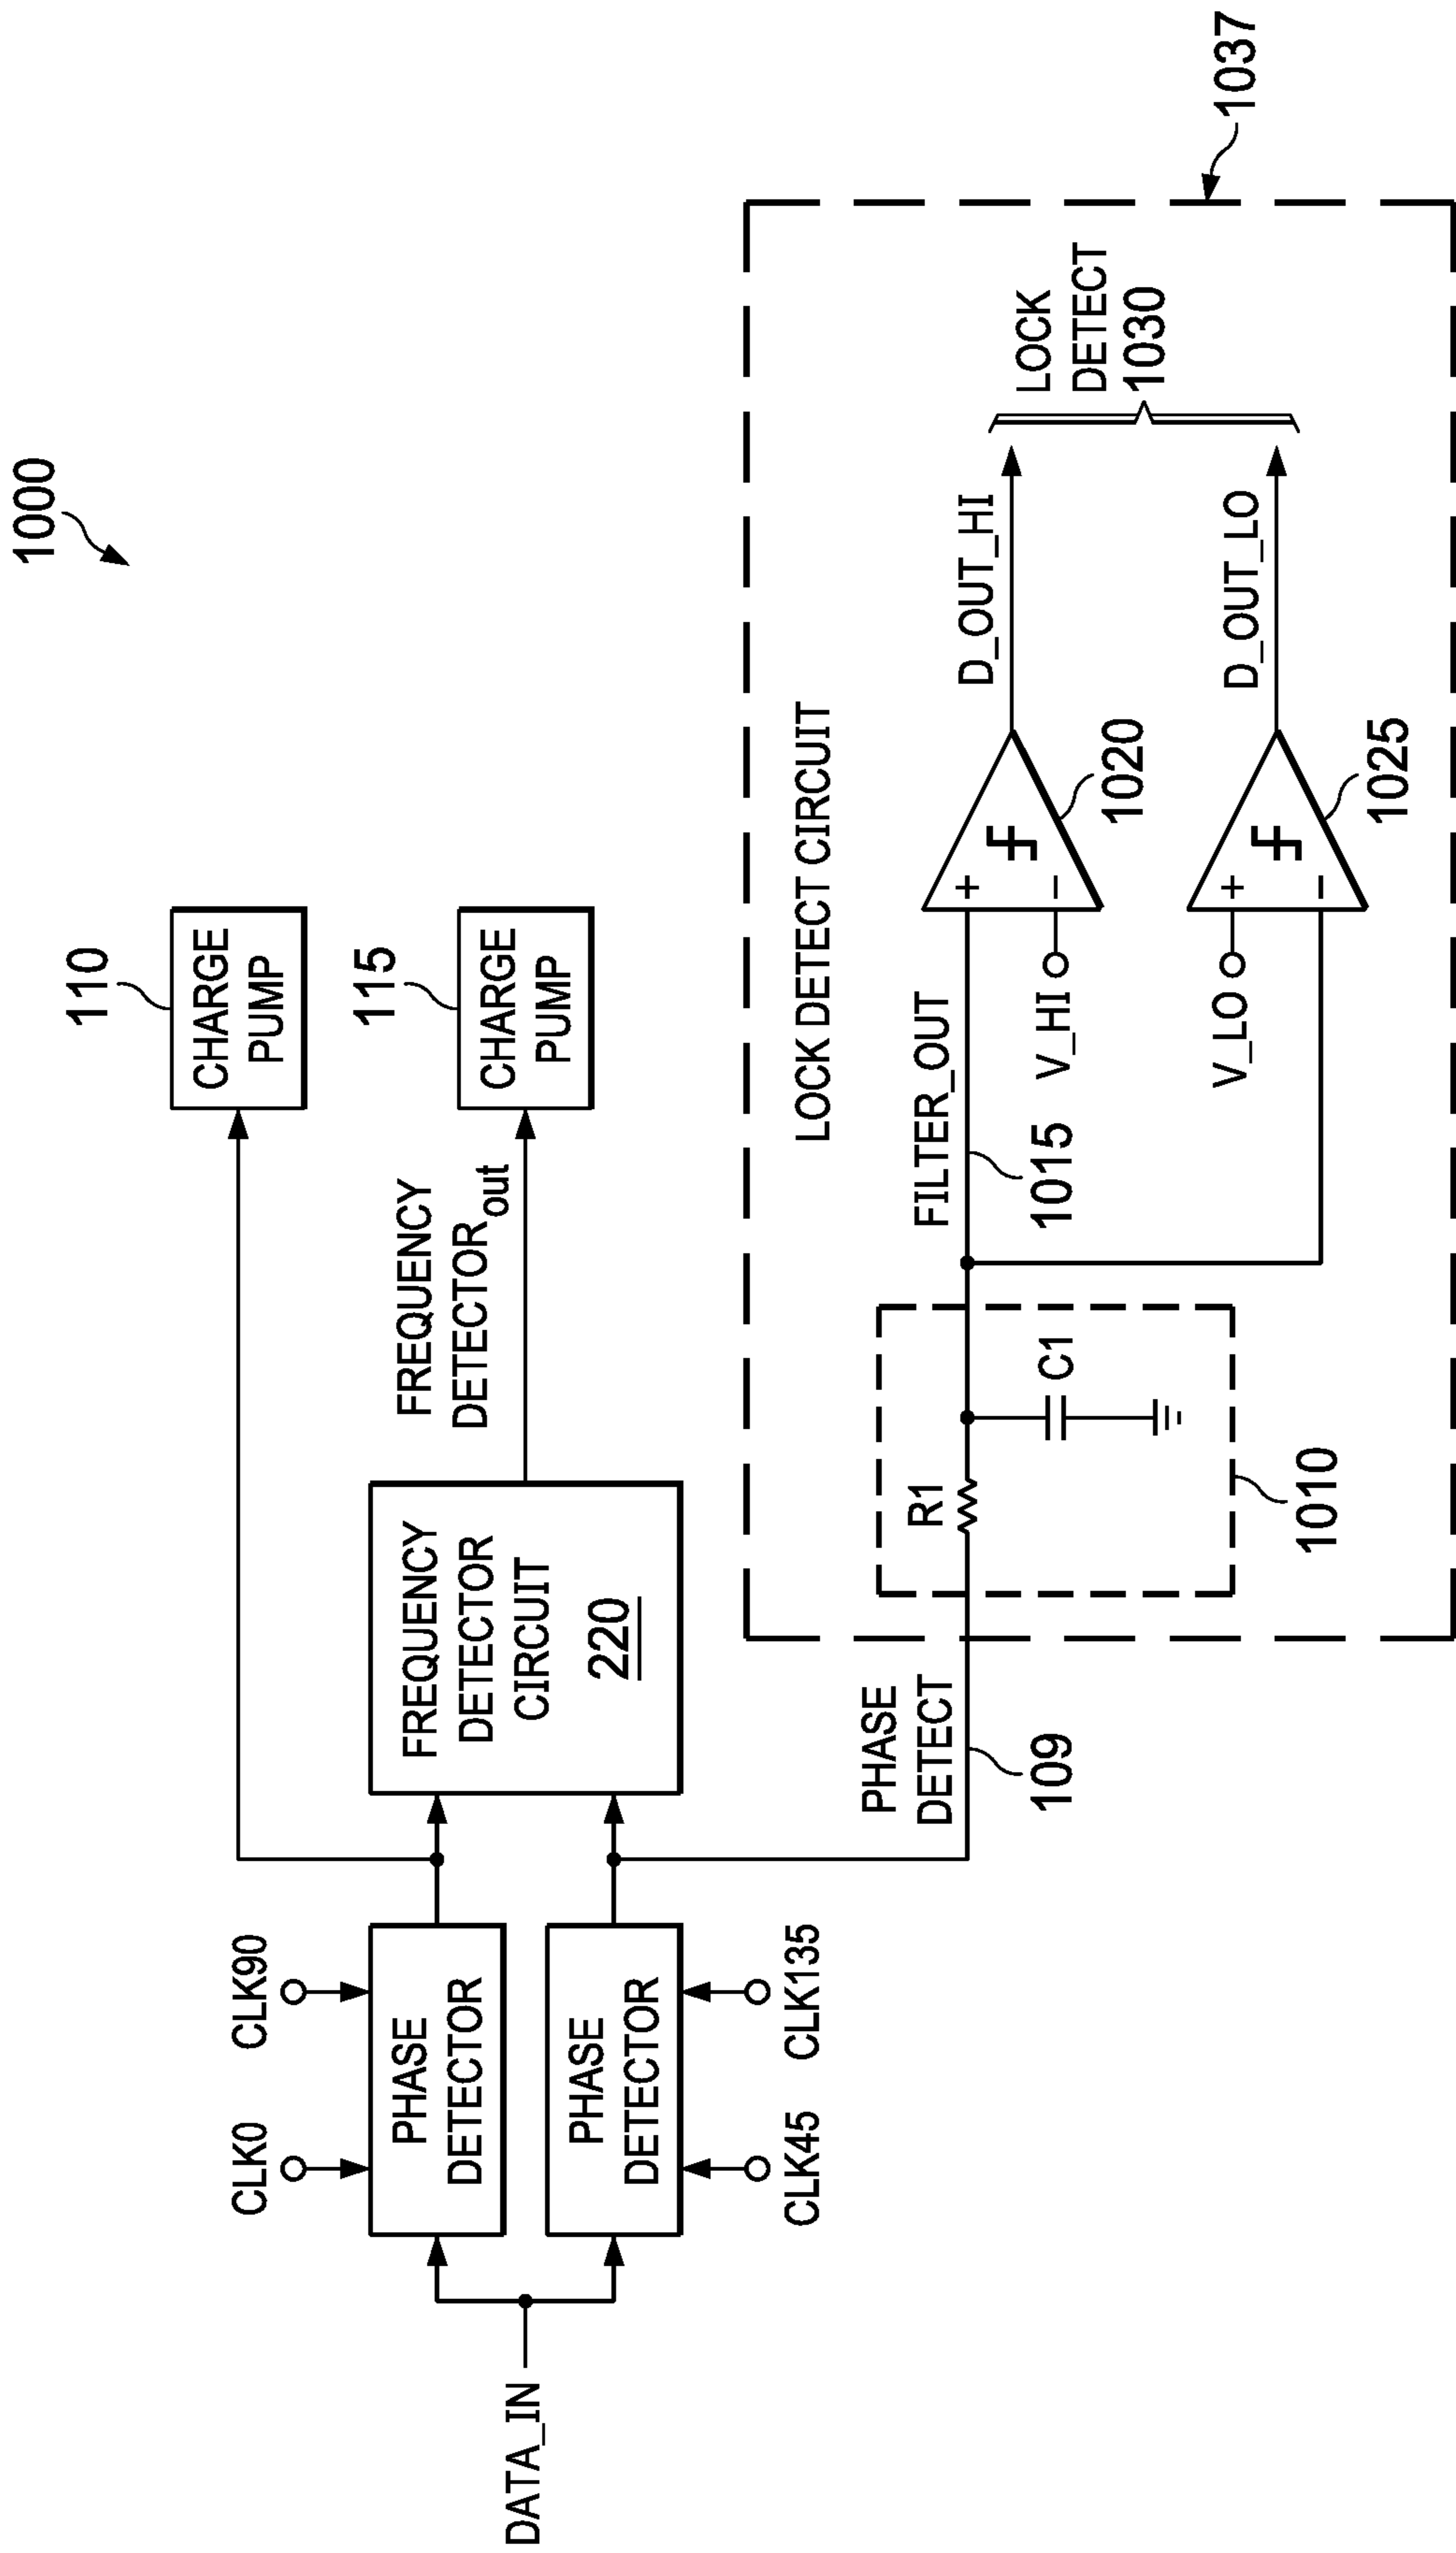 1000
110
CHARGE
PUMP
115
CHARGE
PUMP
FREQUENCY
DETECTORout
FREQUENCY
DETECTOR
CIRCUIT
220
CLK0
CLK90
PHASE
DETECTOR
PHASE
DETECTOR
CLK45
CLK135
DATA_IN
PHASE
DETECT
109
LOCK DETECT CIRCUIT
1037
R1
C1
1010
FILTER_OUT
1015
V_HI
V_LO
+
-
1020
+
-
1025
D_OUT_HI
D_OUT_LO
LOCK
DETECT
1030